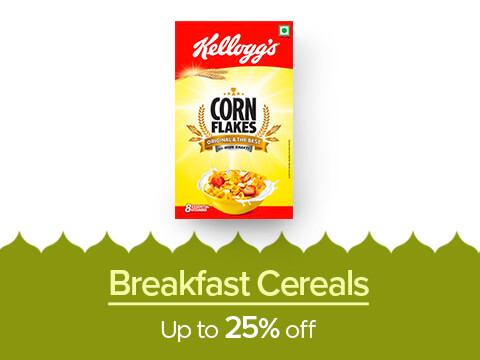 Kellogg's
CORN
FLAKES
ORIGINAL & THE BEST
Breakfast Cereals
Up to 25% off